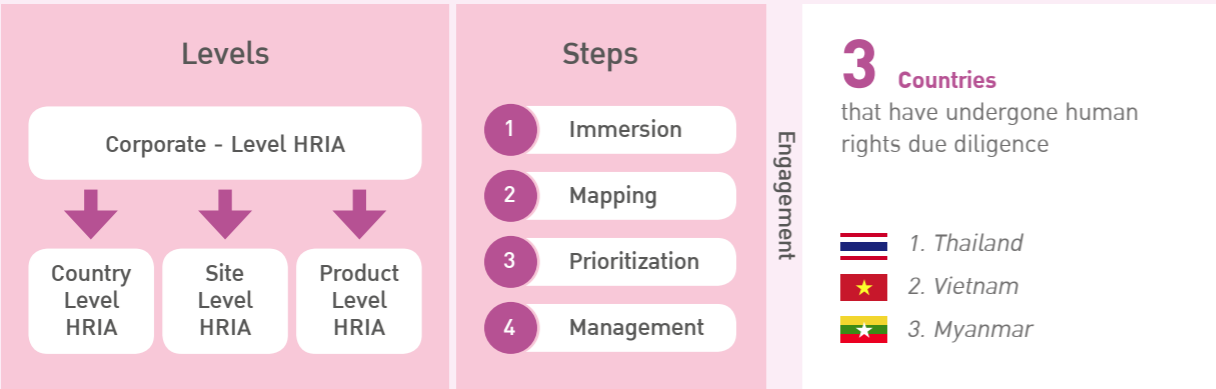 Levels
Corporate - Level HRIA
Country
Level
HRIA
Site
Level
HRIA
Product
Level
HRIA
Steps
1 Immersion
2 Mapping
3 Prioritization
4 Management
Engagement
3 Countries
that have undergone human
rights due diligence
1. Thailand
2. Vietnam
3. Myanmar